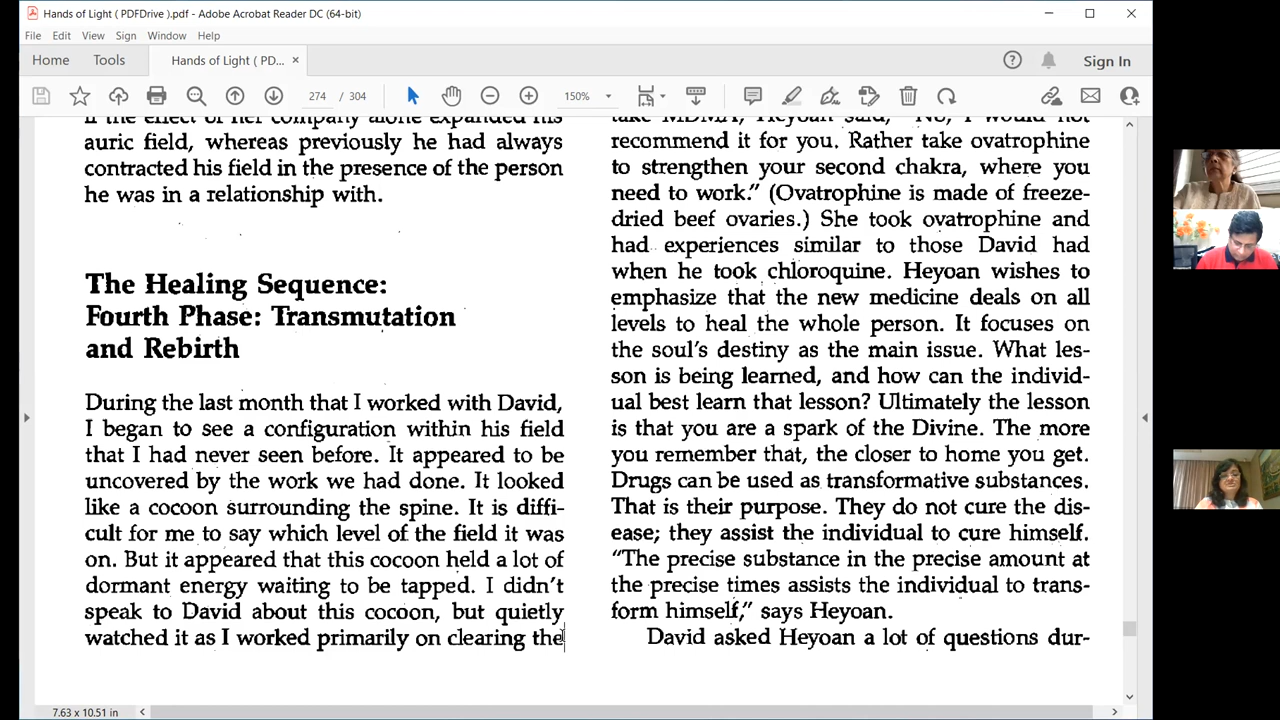 Hands of Light ( PDFDrive ).pdf - Adobe Acrobat Reader DC (64-bit)
File Edit View Sign Window Help
Home Tools Hands of Light ( PD... × Sign In
274 / 304 150%
if the effect of her company alone expanded his
auric field, whereas previously he had always
contracted his field in the presence of the person
he was in a relationship with.
The Healing Sequence:
Fourth Phase: Transmutation
and Rebirth
During the last month that I worked with David,
I began to see a configuration within his field
that I had never seen before. It appeared to be
uncovered by the work we had done. It looked
like a cocoon surrounding the spine. It is diffi-
cult for me to say which level of the field it was
on. But it appeared that this cocoon held a lot of
dormant energy waiting to be tapped. I didn't
speak to David about this cocoon, but quietly
watched it as I worked primarily on clearing the
take MDMA, Heyoan said, "No, I would not
recommend it for you. Rather take ovatrophine
to strengthen your second chakra, where you
need to work." (Ovatrophine is made of freeze-
dried beef ovaries.) She took ovatrophine and
had experiences similar to those David had
when he took chloroquine. Heyoan wishes to
emphasize that the new medicine deals on all
levels to heal the whole person. It focuses on
the soul's destiny as the main issue. What les-
son is being learned, and how can the individ-
ual best learn that lesson? Ultimately the lesson
is that you are a spark of the Divine. The more
you remember that, the closer to home you get.
Drugs can be used as transformative substances.
That is their purpose. They do not cure the dis-
ease; they assist the individual to cure himself.
"The precise substance in the precise amount at
the precise times assists the individual to trans-
form himself," says Heyoan.
David asked Heyoan a lot of questions dur-
7.63 x 10.51 in